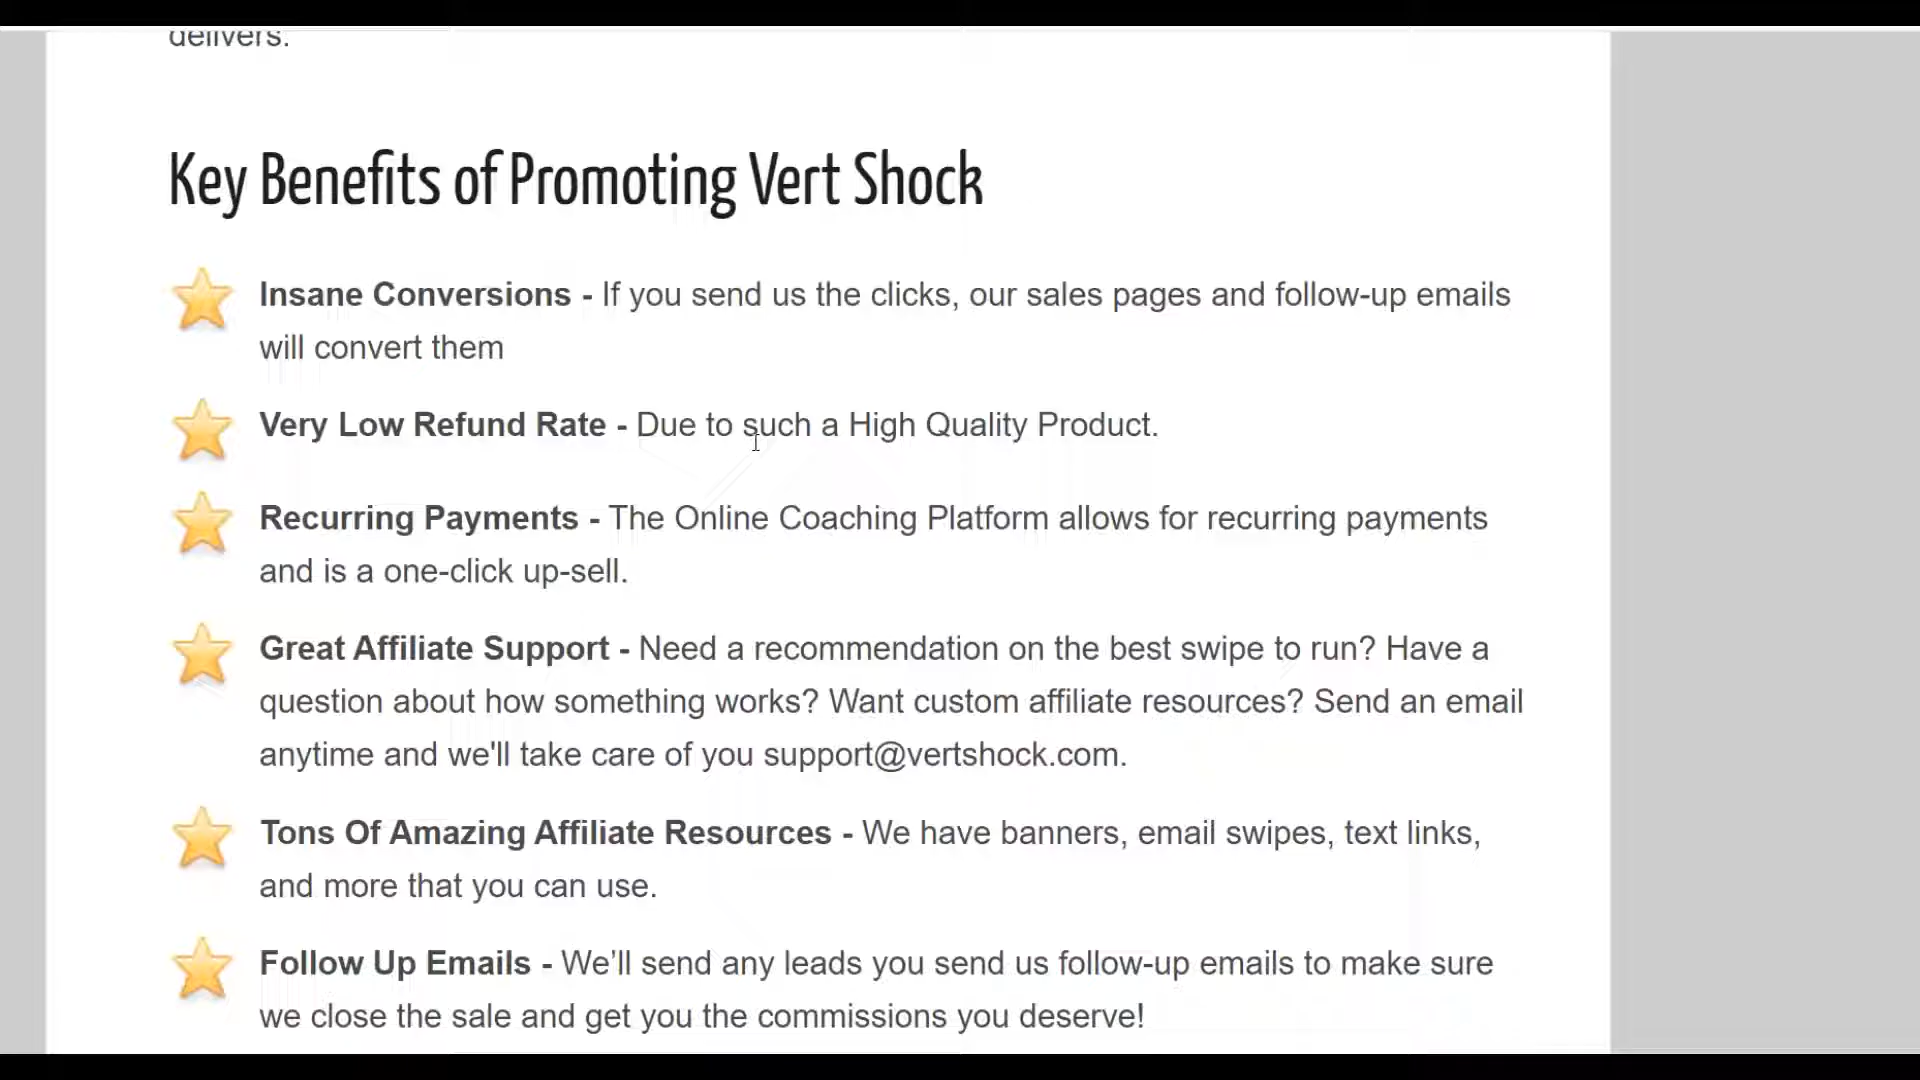 delivers.
Key Benefits of Promoting Vert Shock
Insane Conversions - If you send us the clicks, our sales pages and follow-up emails
will convert them
Very Low Refund Rate - Due to such a High Quality Product.
Recurring Payments - The Online Coaching Platform allows for recurring payments
and is a one-click up-sell.
Great Affiliate Support - Need a recommendation on the best swipe to run? Have a
question about how something works? Want custom affiliate resources? Send an email
anytime and we'll take care of you support@vertshock.com.
Tons Of Amazing Affiliate Resources - We have banners, email swipes, text links,
and more that you can use.
Follow Up Emails - We’ll send any leads you send us follow-up emails to make sure
we close the sale and get you the commissions you deserve!